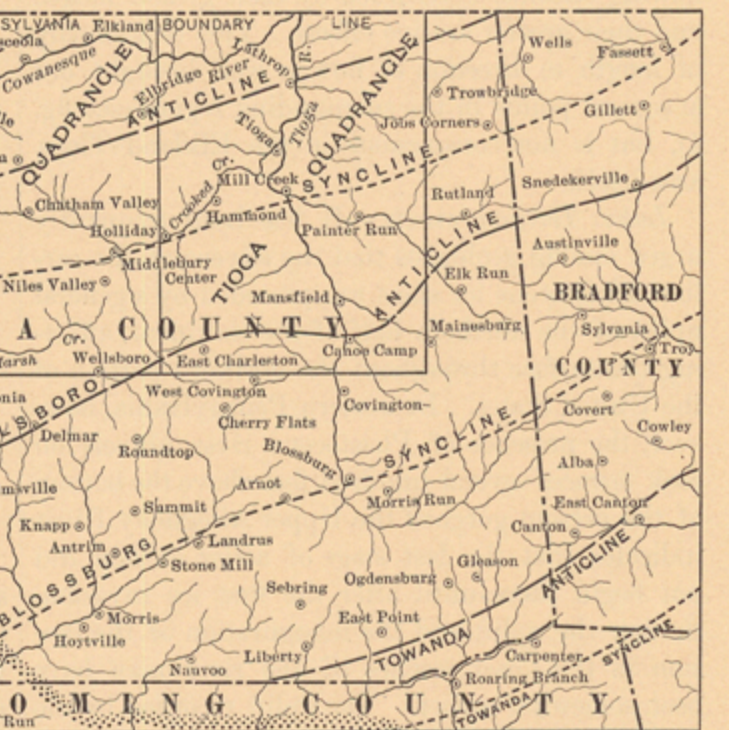 SYLVANIA
Elkland
BOUNDARY
LINE
Cowanesque
QUADRANGLE
Elbridge
River
Lathrop
R.
ANTICLINE
Tioga
Tioga
QUADRANGLE
Wells
Fassett
Trowbridge
Jobs Corners
Gillett
Cr.
Mill Creek
SYNCLINE
Chatham Valley
Crooked
Hammond
Rutland
Snedekerville
Holliday
Painter Run
ANTICLINE
Austinville
Middlebury
Center
Niles Valley
TIOGA
Elk Run
Mansfield
BRADFORD
A COUNTY
Mainesburg
Sylvania
Cr.
Marsh
Wellsboro
East Charleston
Canoe Camp
Troy
COUNTY
LSBORO
West Covington
Covington
Covert
Cherry Flats
Delmar
SYNCLINE
Cowley
Roundtop
Blossburg
Alba
Arnot
Morris Run
East Canton
Summit
Knapp
Canton
Antrim
Landrus
BLOSSBURG
Stone Mill
Gleason
Ogdensburg
ANTICLINE
Sebring
Morris
East Point
Hoytville
TOWANDA
SYNCLINE
Liberty
Carpenter
Nauvoo
Roaring Branch
OMING COUNTY
TOWANDA
Run